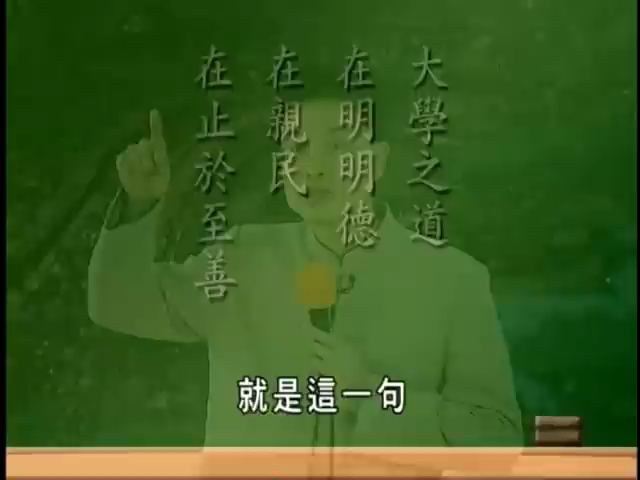 大學之道
在明明德
在親民
在止於至善
就是這一句